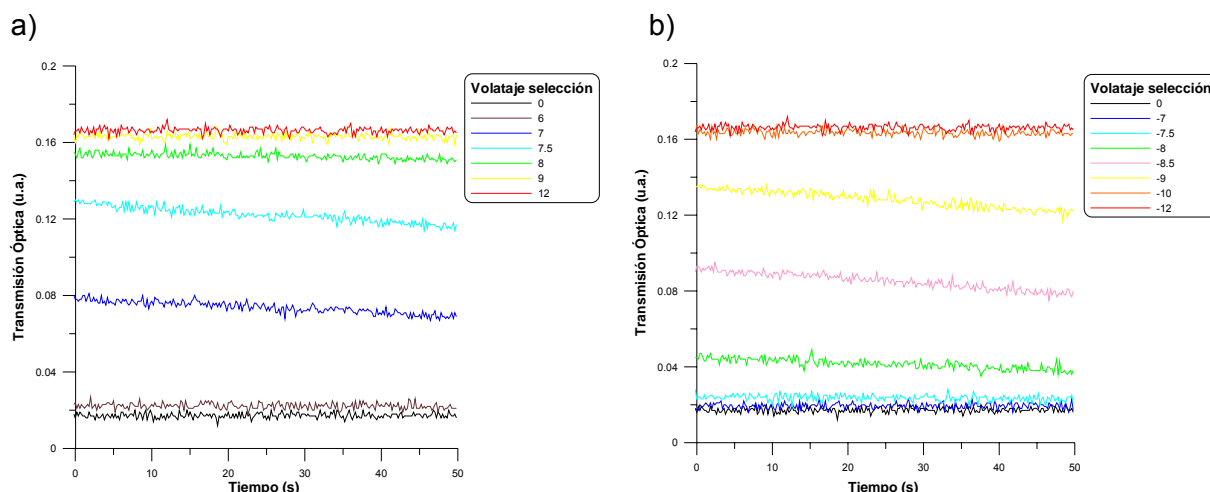 a)
Transmisión Óptica (u.a.)
0.2
0.16
0.12
0.08
0.04
0
0 10 20 30 40 50
Tiempo (s)
Volataje selección
0
6
7
7.5
8
9
12
b)
Transmisión Óptica (u.a.)
0.2
0.16
0.12
0.08
0.04
0
0 10 20 30 40 50
Tiempo (s)
Volataje selección
0
-7
-7.5
-8
-8.5
-9
-10
-12